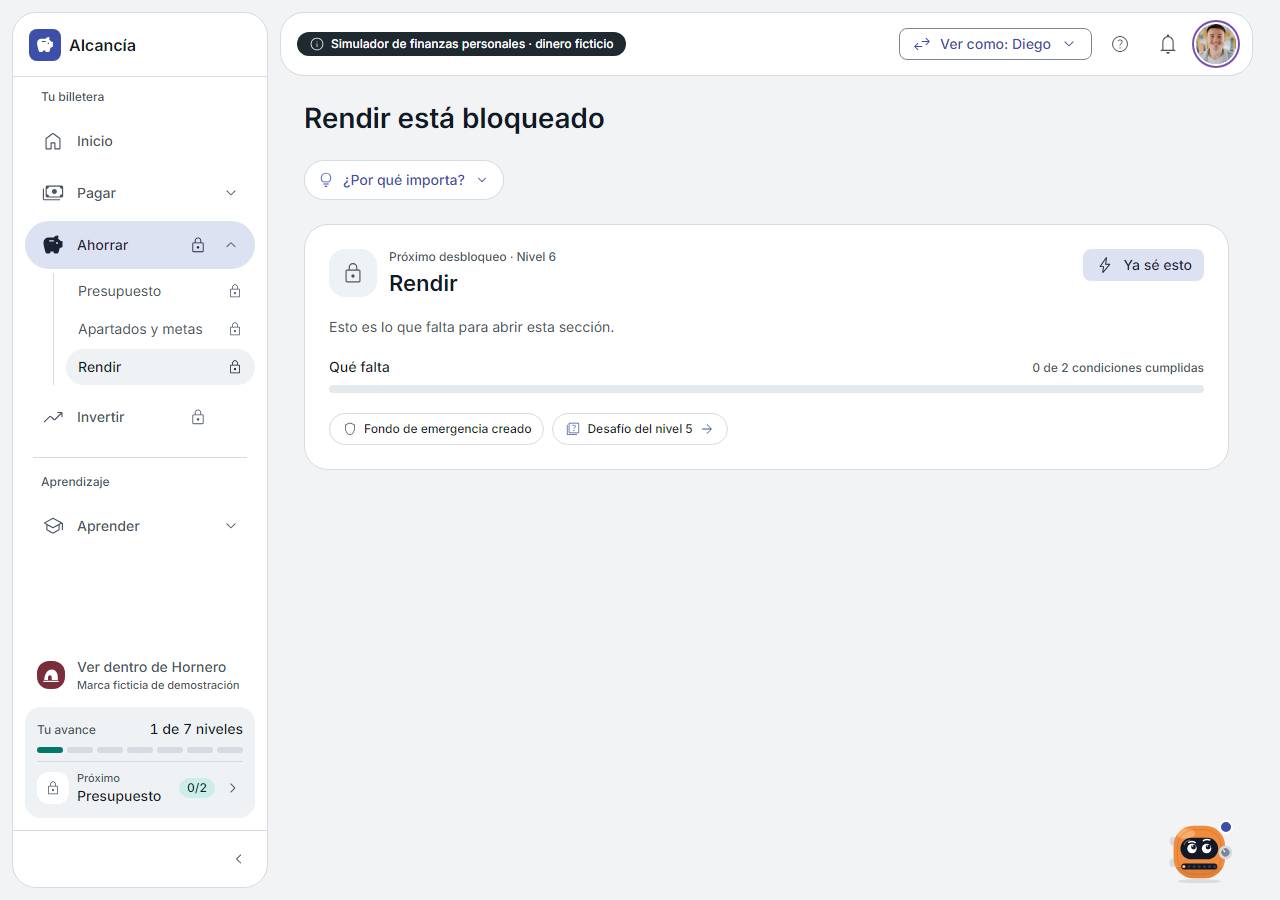 Alcancía
Tu billetera
Inicio
Pagar
Ahorrar
Presupuesto
Apartados y metas
Rendir
Invertir
Aprendizaje
Aprender
Ver dentro de Hornero
Marca ficticia de demostración
Tu avance
1 de 7 niveles
Próximo
Presupuesto
0/2
Simulador de finanzas personales · dinero ficticio
Ver como: Diego
Rendir está bloqueado
¿Por qué importa?
Próximo desbloqueo · Nivel 6
Rendir
Ya sé esto
Esto es lo que falta para abrir esta sección.
Qué falta
0 de 2 condiciones cumplidas
Fondo de emergencia creado
Desafío del nivel 5